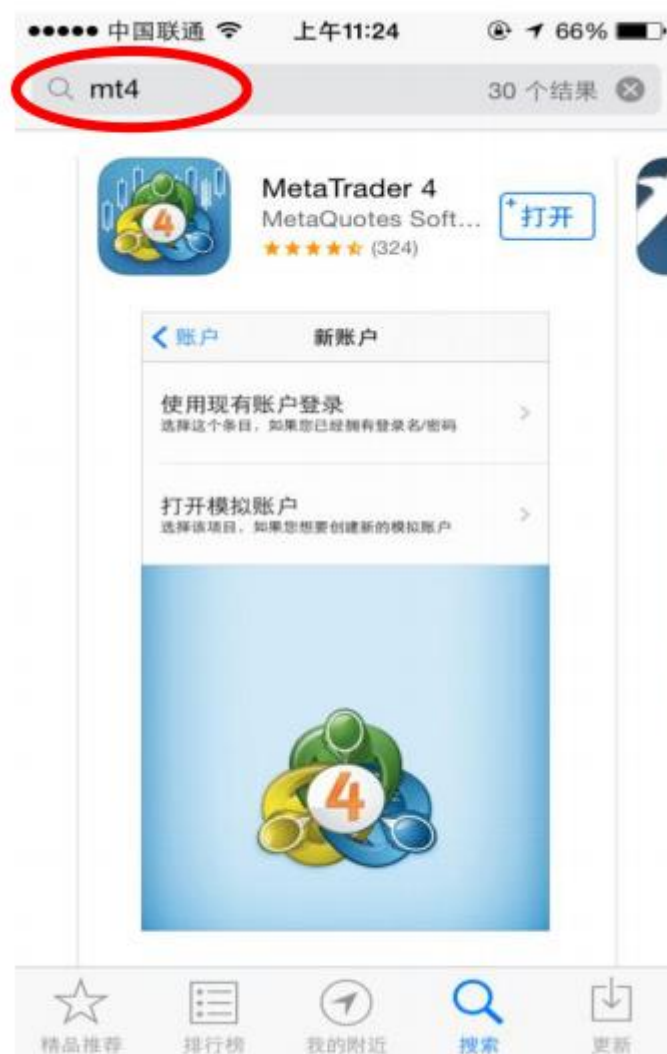 中国联通 上午11:24 66%
mt4 30 个结果
MetaTrader 4
MetaQuotes Soft...
打开
(324)
账户 新账户
使用现有账户登录
选择这个条目，如果您已经拥有登录名/密码
打开模拟账户
选择该项目，如果您想要创建新的模拟账户
4
精品推荐 排行榜 我的附近 搜索 更新